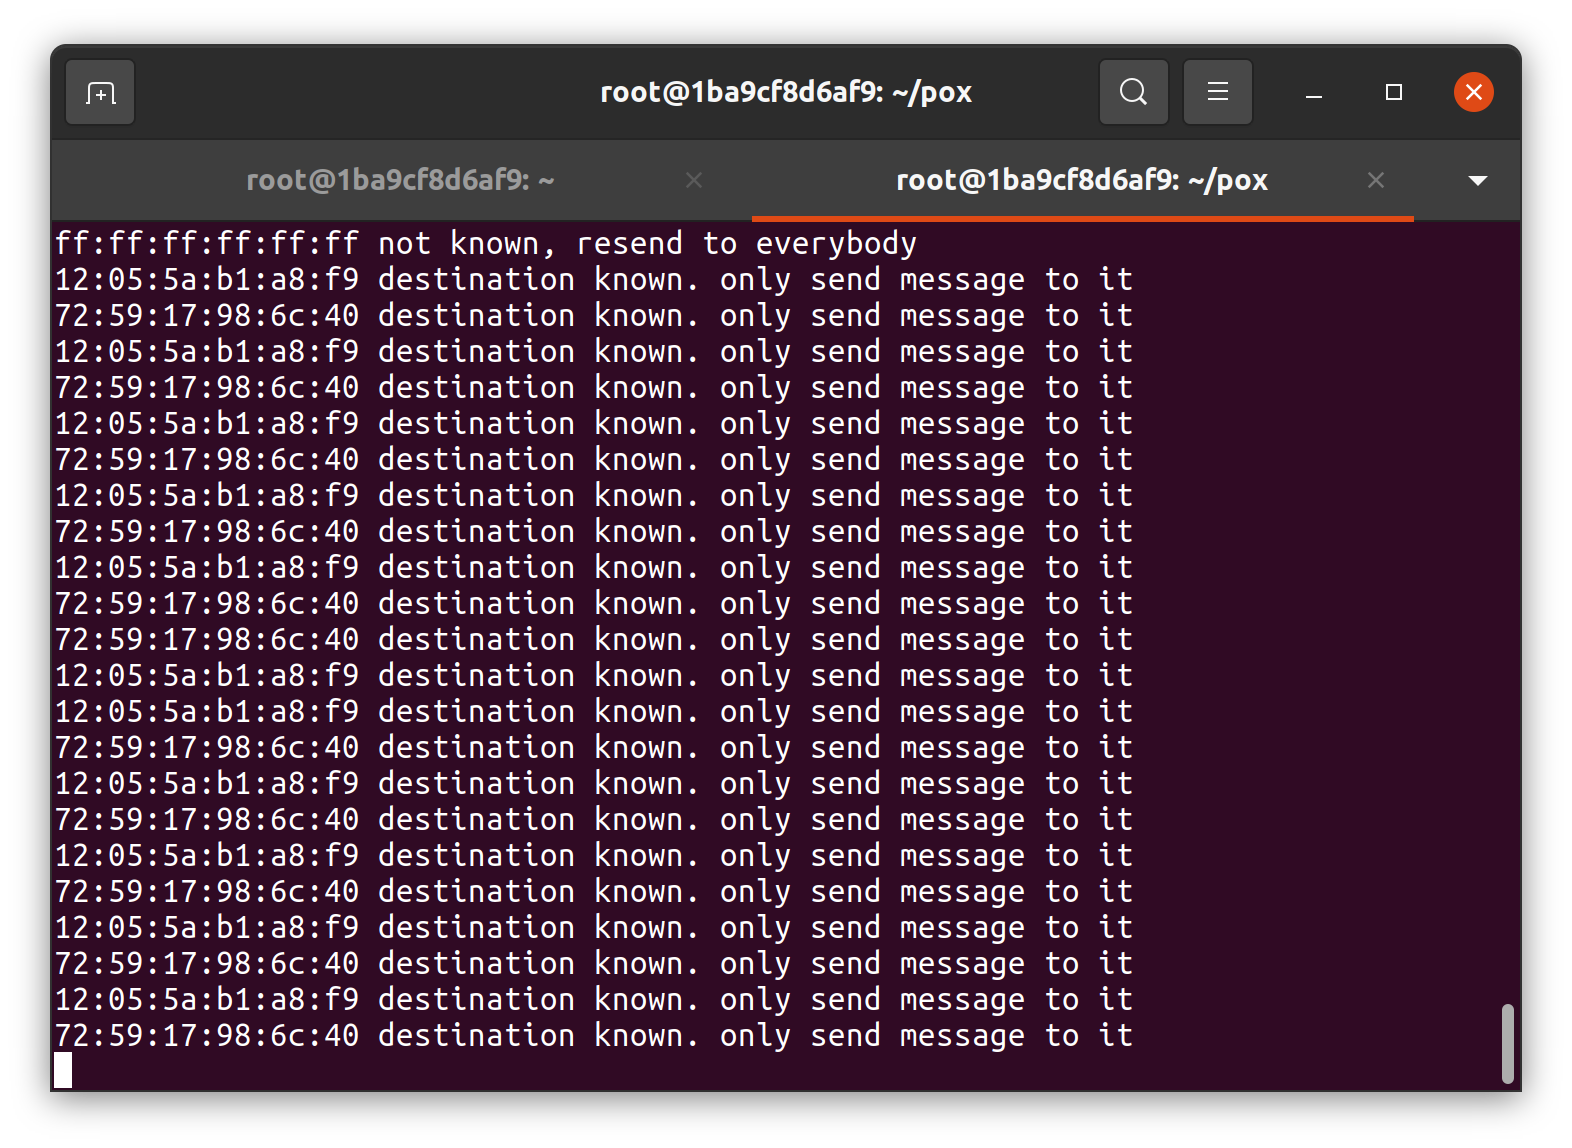 root@1ba9cf8d6af9: ~/pox
root@1ba9cf8d6af9: ~
root@1ba9cf8d6af9: ~/pox
ff:ff:ff:ff:ff:ff not known, resend to everybody
12:05:5a:b1:a8:f9 destination known. only send message to it
72:59:17:98:6c:40 destination known. only send message to it
12:05:5a:b1:a8:f9 destination known. only send message to it
72:59:17:98:6c:40 destination known. only send message to it
12:05:5a:b1:a8:f9 destination known. only send message to it
72:59:17:98:6c:40 destination known. only send message to it
12:05:5a:b1:a8:f9 destination known. only send message to it
72:59:17:98:6c:40 destination known. only send message to it
12:05:5a:b1:a8:f9 destination known. only send message to it
72:59:17:98:6c:40 destination known. only send message to it
72:59:17:98:6c:40 destination known. only send message to it
12:05:5a:b1:a8:f9 destination known. only send message to it
12:05:5a:b1:a8:f9 destination known. only send message to it
72:59:17:98:6c:40 destination known. only send message to it
12:05:5a:b1:a8:f9 destination known. only send message to it
72:59:17:98:6c:40 destination known. only send message to it
12:05:5a:b1:a8:f9 destination known. only send message to it
72:59:17:98:6c:40 destination known. only send message to it
12:05:5a:b1:a8:f9 destination known. only send message to it
72:59:17:98:6c:40 destination known. only send message to it
12:05:5a:b1:a8:f9 destination known. only send message to it
72:59:17:98:6c:40 destination known. only send message to it